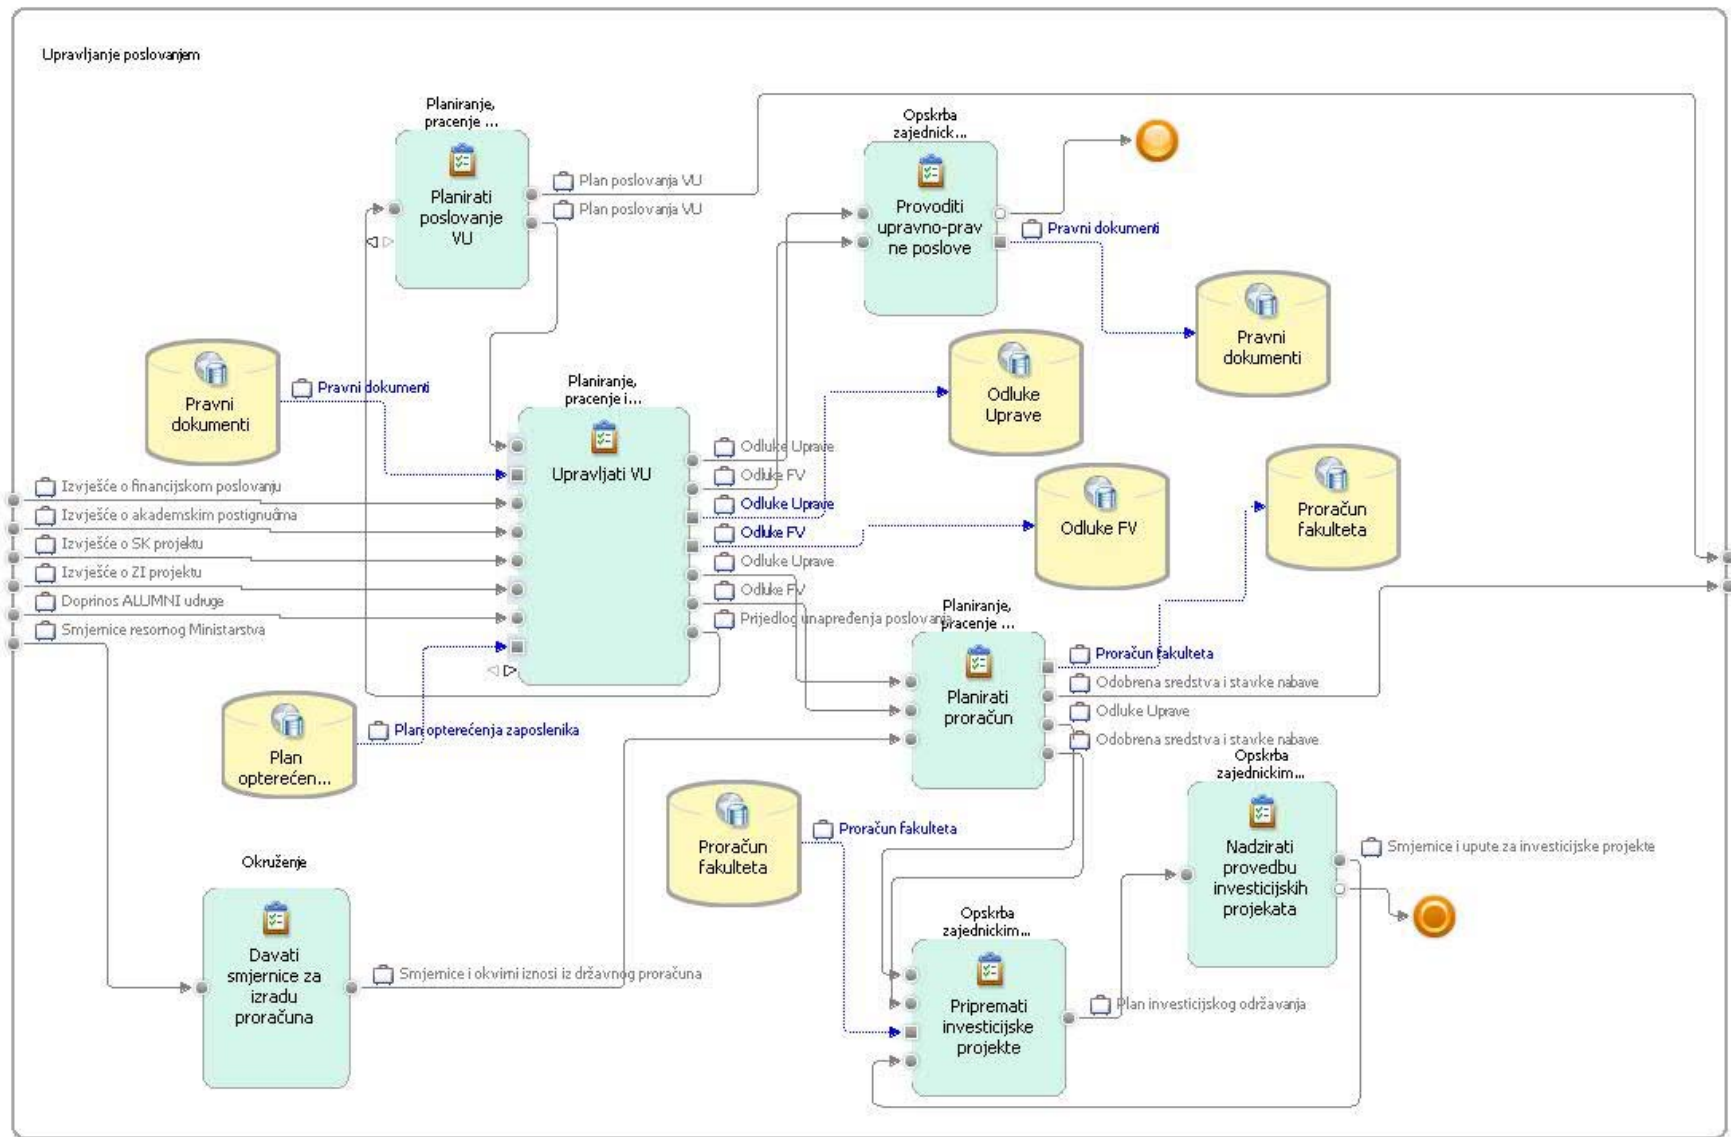 Upravljanje poslovanjem
Planiranje,
pracenje ...
Planirati
poslovanje
VU
Plan poslovanja VU
Plan poslovanja VU
Opskrba
zajednick...
Provoditi
upravno-prav
ne poslove
Pravni dokumenti
Pravni
dokumenti
Pravni
dokumenti
Pravni dokumenti
Planiranje,
pracenje i...
Upravljati VU
Odluke Uprave
Odluke FV
Odluke Uprave
Odluke FV
Odluke Uprave
Odluke FV
Prijedlog unapređenja poslovanja
Odluke
Uprave
Odluke FV
Proračun
fakulteta
Izvješće o financijskom poslovanju
Izvješće o akademskim postignućima
Izvješće o SK projektu
Izvješće o ZI projektu
Doprinos ALUMNI udruge
Smjernice resornog Ministarstva
Plan
opterećen...
Plan opterećenja zaposlenika
Planiranje,
pracenje ...
Planirati
proračun
Proračun fakulteta
Odobrena sredstva i stavke nabave
Odluke Uprave
Odobrena sredstva i stavke nabave
Proračun
fakulteta
Proračun fakulteta
Opskrba
zajednickim...
Nadzirati
provedbu
investicijskih
projekata
Smjernice i upute za investicijske projekte
Okruženje
Davati
smjernice za
izradu
proračuna
Smjernice i okvirni iznosi iz državnog proračuna
Opskrba
zajednickim...
Pripremati
investicijske
projekte
Plan investicijskog održavanja